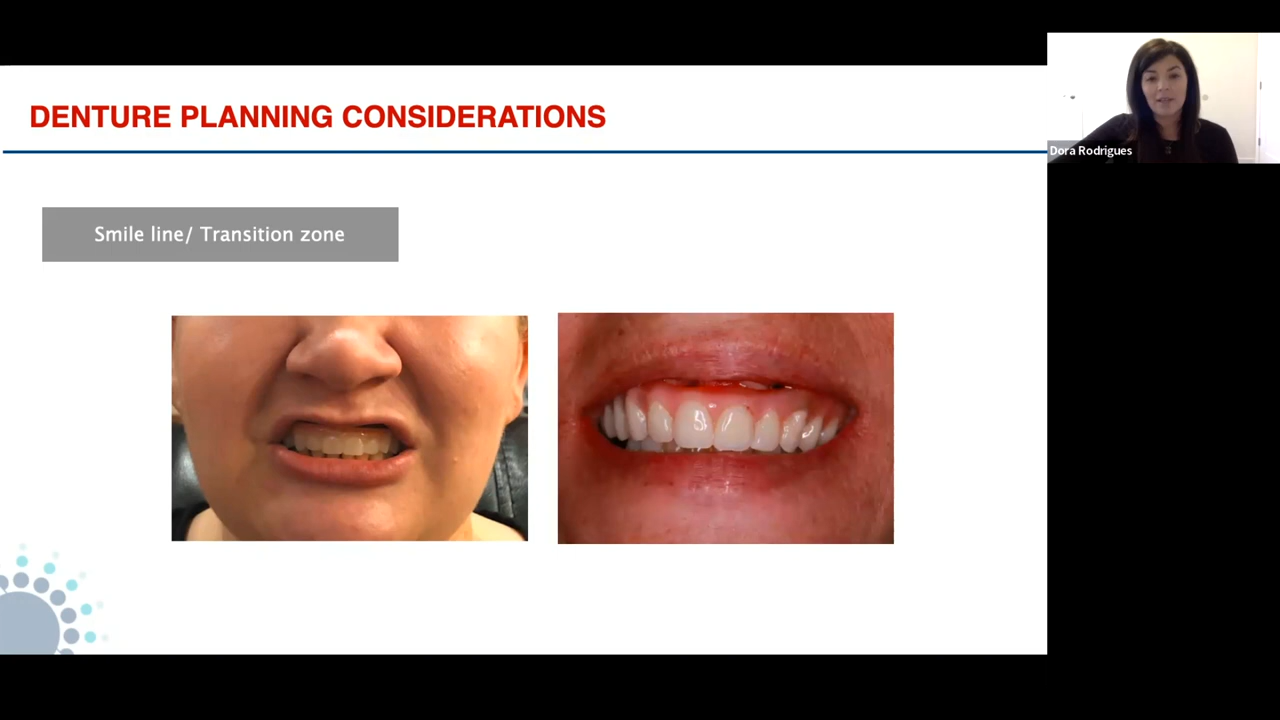 DENTURE PLANNING CONSIDERATIONS
Smile line/ Transition zone
Dora Rodrigues